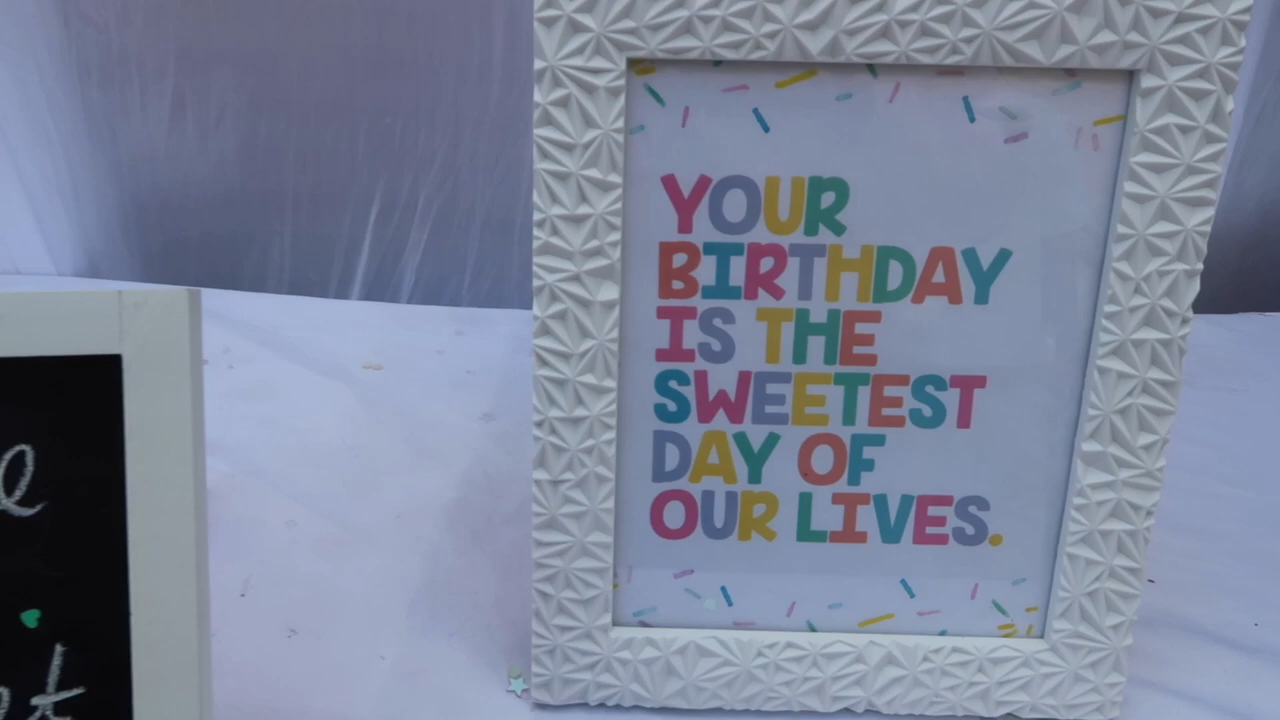 YOUR
BIRTHDAY
IS THE
SWEETEST
DAY OF
OUR LIVES.